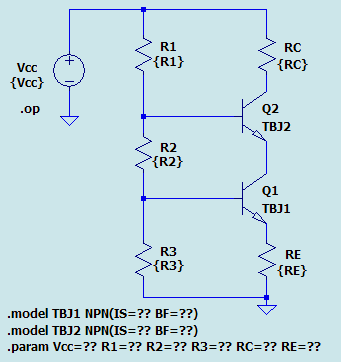 R1
{R1}
RC
{RC}
Vcc
{Vcc}
.op
Q2
TBJ2
R2
{R2}
Q1
TBJ1
R3
{R3}
RE
{RE}
.model TBJ1 NPN(IS=?? BF=??)
.model TBJ2 NPN(IS=?? BF=??)
.param Vcc=?? R1=?? R2=?? R3=?? RC=?? RE=??